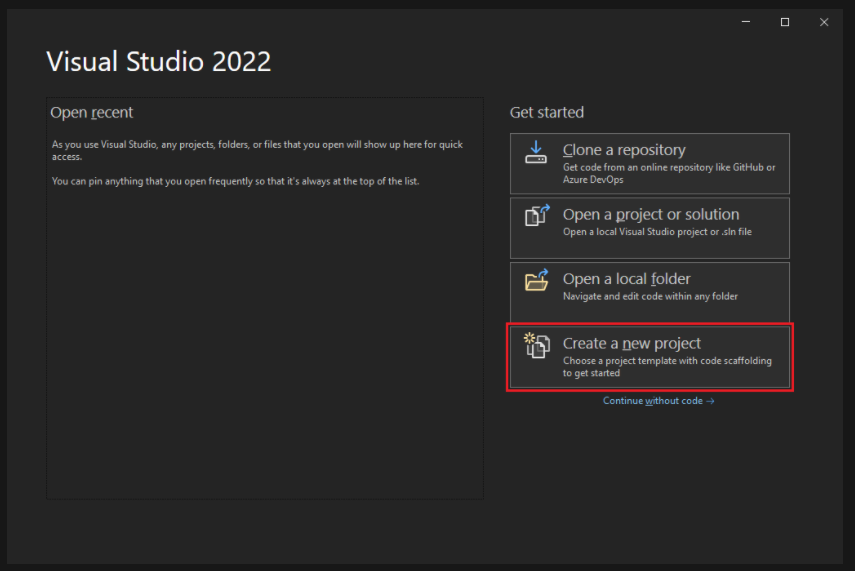 Visual Studio 2022
Open recent
As you use Visual Studio, any projects, folders, or files that you open will show up here for quick
access.
You can pin anything that you open frequently so that it's always at the top of the list.
Get started
Clone a repository
Get code from an online repository like GitHub or
Azure DevOps
Open a project or solution
Open a local Visual Studio project or .sln file
Open a local folder
Navigate and edit code within any folder
Create a new project
Choose a project template with code scaffolding
to get started
Continue without code →